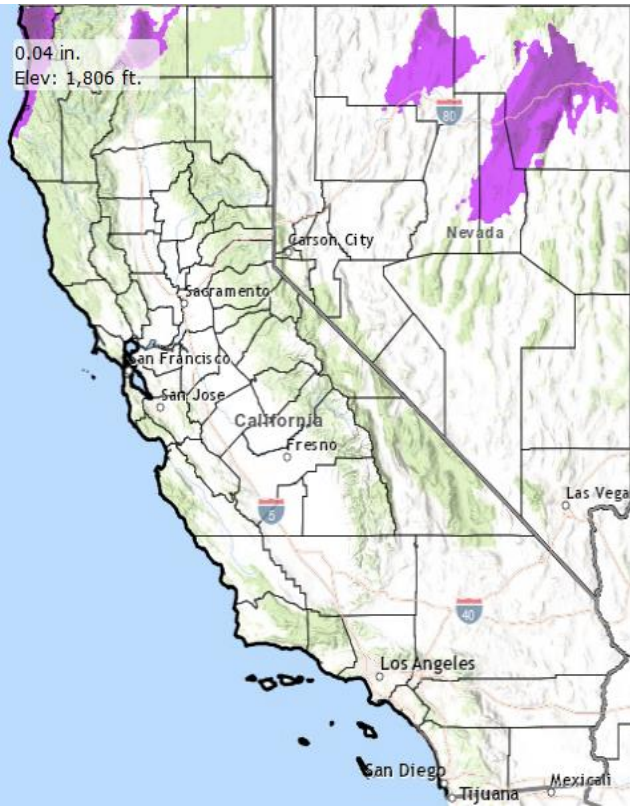 0.04 in.
Elev: 1,806 ft.
80
Nevada
Carson City
Sacramento
San Francisco
San Jose
California
Fresno
5
Las Vega
40
Los Angeles
San Diego
Tijuana
Mexicali